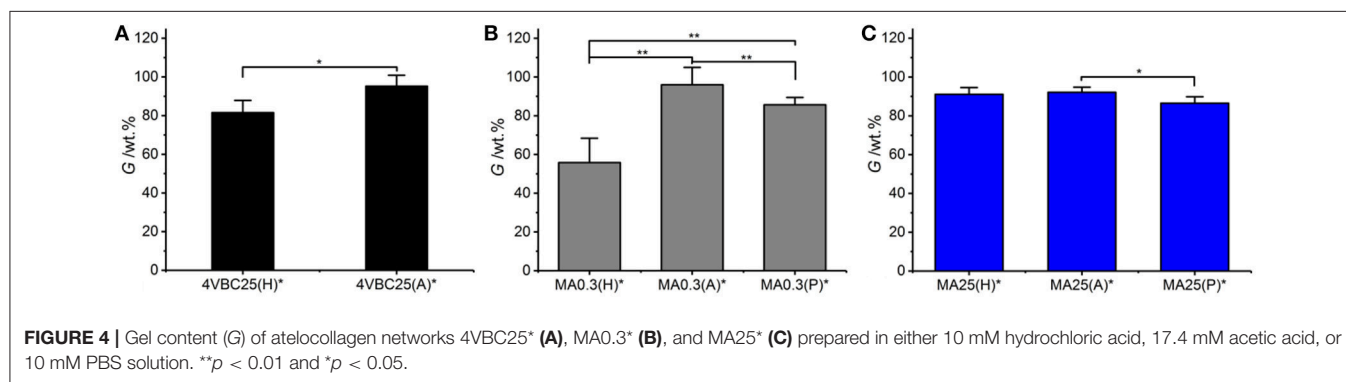 A
120
100
80
60
40
20
0
G /wt.%
*
4VBC25(H)*
4VBC25(A)*
B
120
100
80
60
40
20
0
G /wt.%
**
**
**
MA0.3(H)*
MA0.3(A)*
MA0.3(P)*
C
120
100
80
60
40
20
0
G /wt.%
*
MA25(H)*
MA25(A)*
MA25(P)*
FIGURE 4 | Gel content (G) of atelocollagen networks 4VBC25* (A), MA0.3* (B), and MA25* (C) prepared in either 10 mM hydrochloric acid, 17.4 mM acetic acid, or
10 mM PBS solution. **p < 0.01 and *p < 0.05.